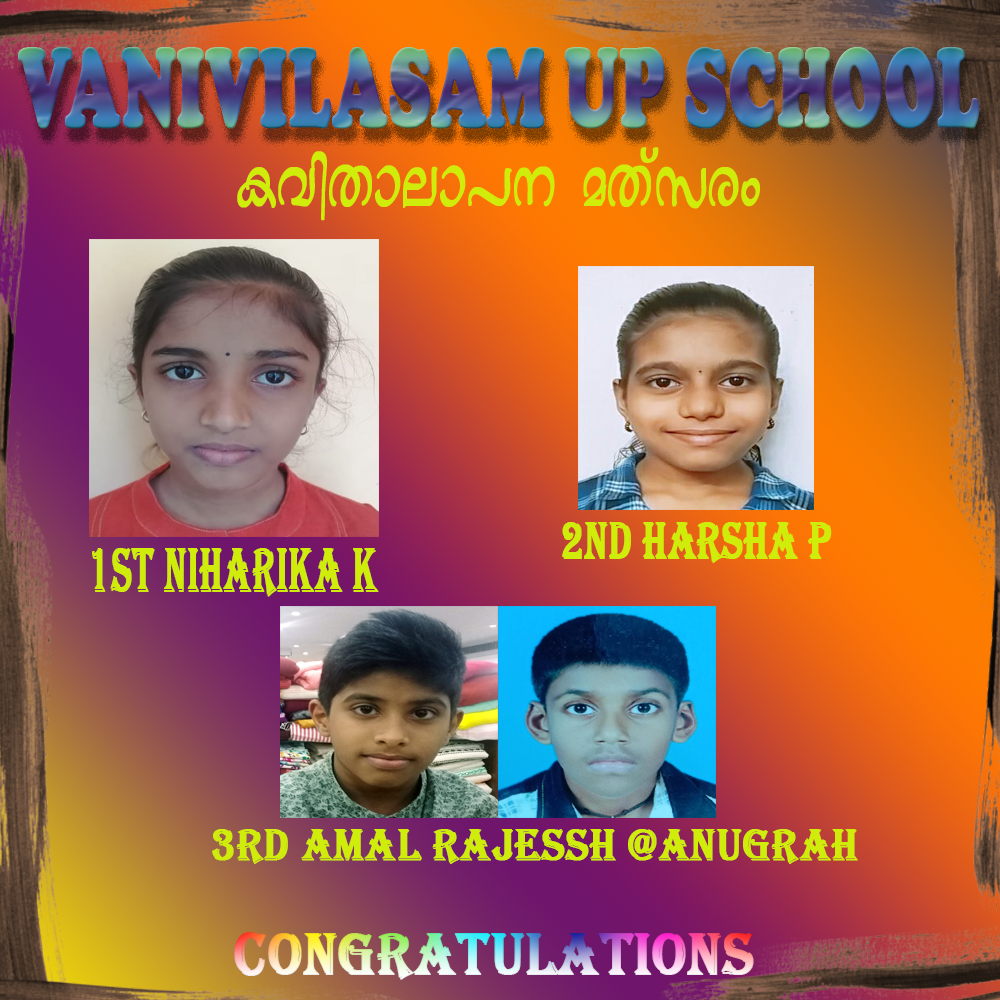 VANIVILASAM UP SCHOOL
കവിതാലാപന മത്സരം
1ST NIHARIKA K
2ND HARSHA P
3RD AMAL RAJESSH @ANUGRAH
CONGRATULATIONS